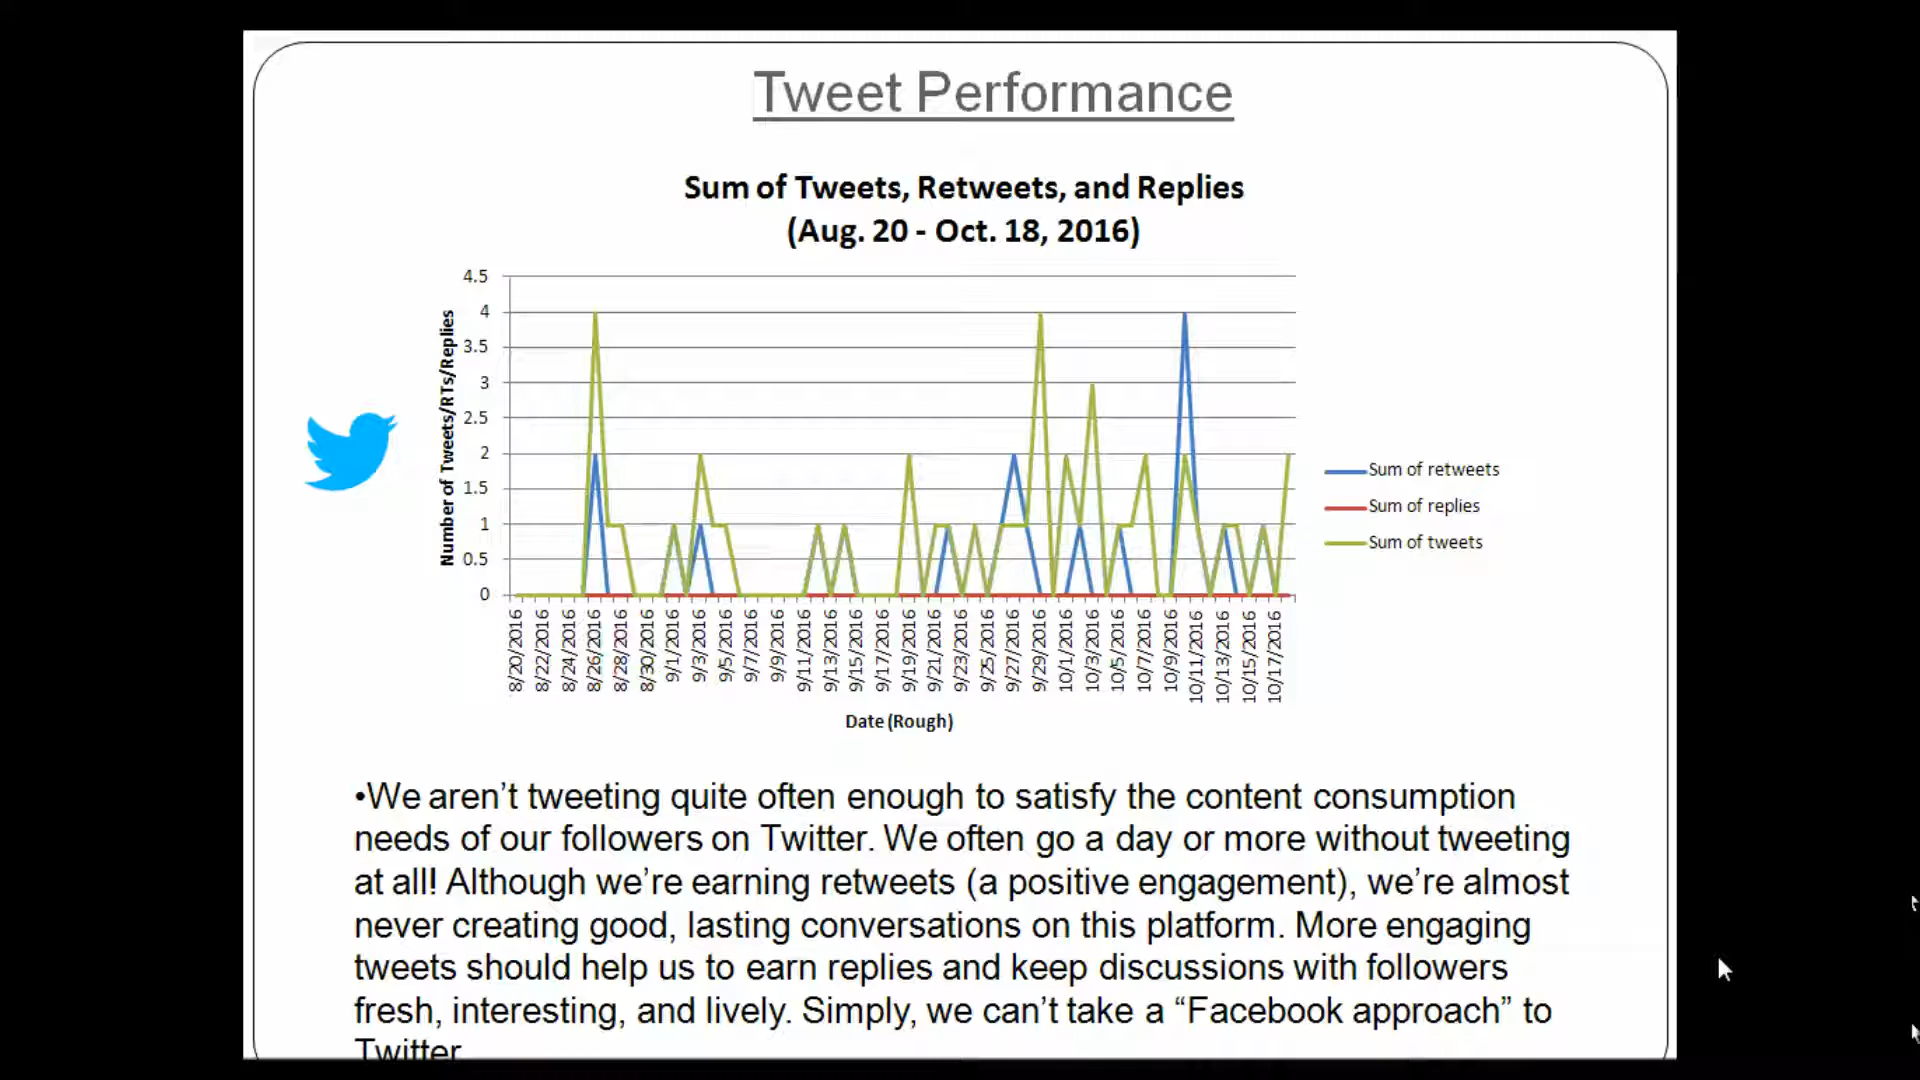 Tweet Performance
Sum of Tweets, Retweets, and Replies
(Aug. 20 - Oct. 18, 2016)
4.5
4
3.5
3
2.5
2
1.5
1
0.5
0
Number of Tweets/RTs/Replies
Sum of retweets
Sum of replies
Sum of tweets
8/20/2016
8/22/2016
8/24/2016
8/26/2016
8/28/2016
8/30/2016
9/1/2016
9/3/2016
9/5/2016
9/7/2016
9/9/2016
9/11/2016
9/13/2016
9/15/2016
9/17/2016
9/19/2016
9/21/2016
9/23/2016
9/25/2016
9/27/2016
9/29/2016
10/1/2016
10/3/2016
10/5/2016
10/7/2016
10/9/2016
10/11/2016
10/13/2016
10/15/2016
10/17/2016
Date (Rough)
•We aren’t tweeting quite often enough to satisfy the content consumption
needs of our followers on Twitter. We often go a day or more without tweeting
at all! Although we’re earning retweets (a positive engagement), we’re almost
never creating good, lasting conversations on this platform. More engaging
tweets should help us to earn replies and keep discussions with followers
fresh, interesting, and lively. Simply, we can’t take a “Facebook approach” to
Twitter